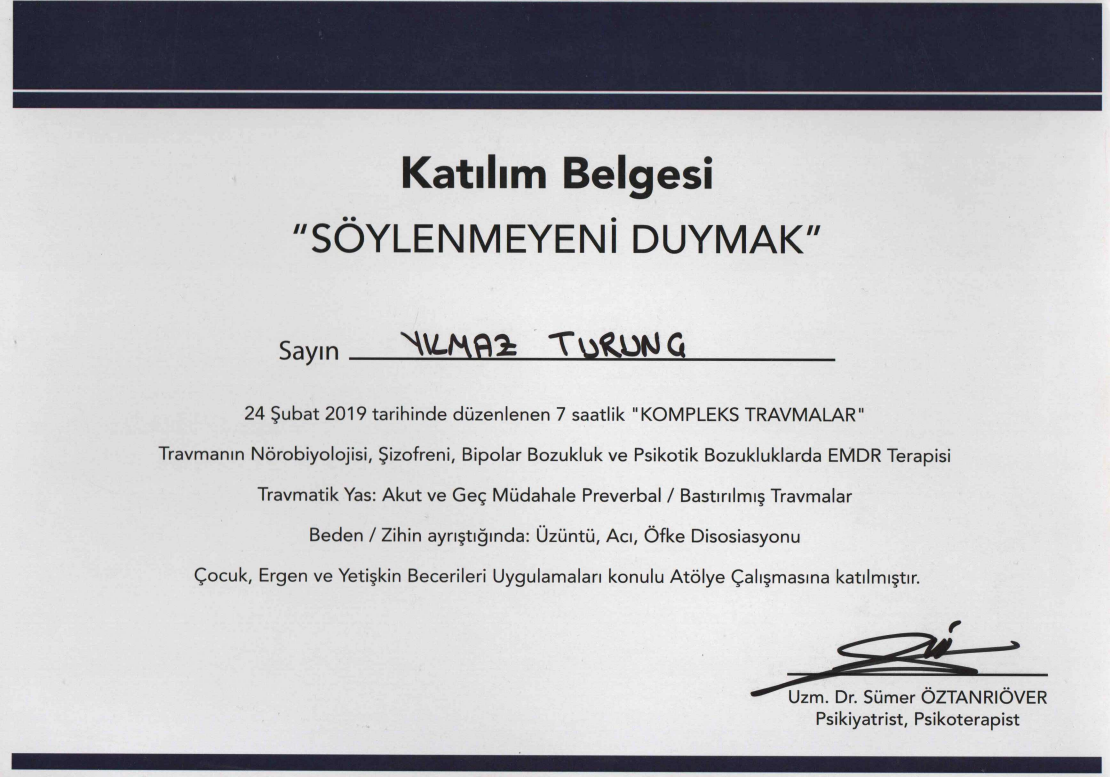 Katılım Belgesi
"SÖYLENMEYENİ DUYMAK"
Sayın YILMAZ TURUNG
24 Şubat 2019 tarihinde düzenlenen 7 saatlik "KOMPLEKS TRAVMALAR"
Travmanın Nörobiyolojisi, Şizofreni, Bipolar Bozukluk ve Psikotik Bozukluklarda EMDR Terapisi
Travmatik Yas: Akut ve Geç Müdahale Preverbal / Bastırılmış Travmalar
Beden / Zihin ayrıştığında: Üzüntü, Acı, Öfke Disosiasyonu
Çocuk, Ergen ve Yetişkin Becerileri Uygulamaları konulu Atölye Çalışmasına katılmıştır.
Uzm. Dr. Sümer ÖZTANRIÖVER
Psikiyatrist, Psikoterapist